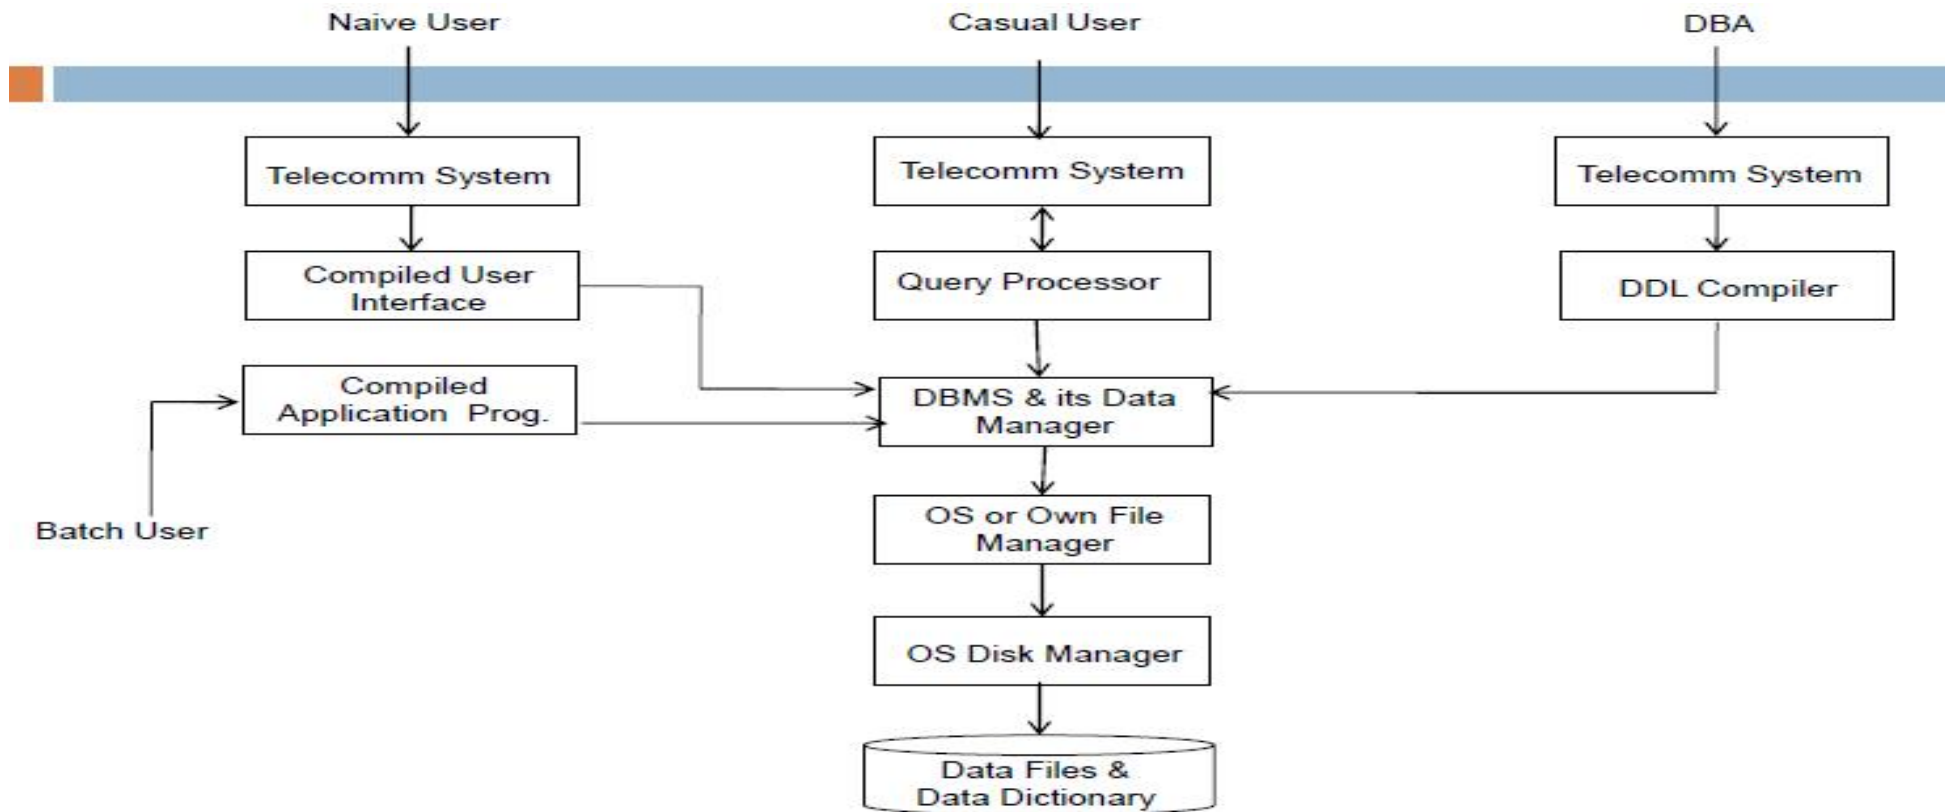 Naive User
Casual User
DBA
Telecomm System
Telecomm System
Telecomm System
Compiled User
Interface
Query Processor
DDL Compiler
Compiled
Application Prog.
DBMS & its Data
Manager
Batch User
OS or Own File
Manager
OS Disk Manager
Data Files &
Data Dictionary